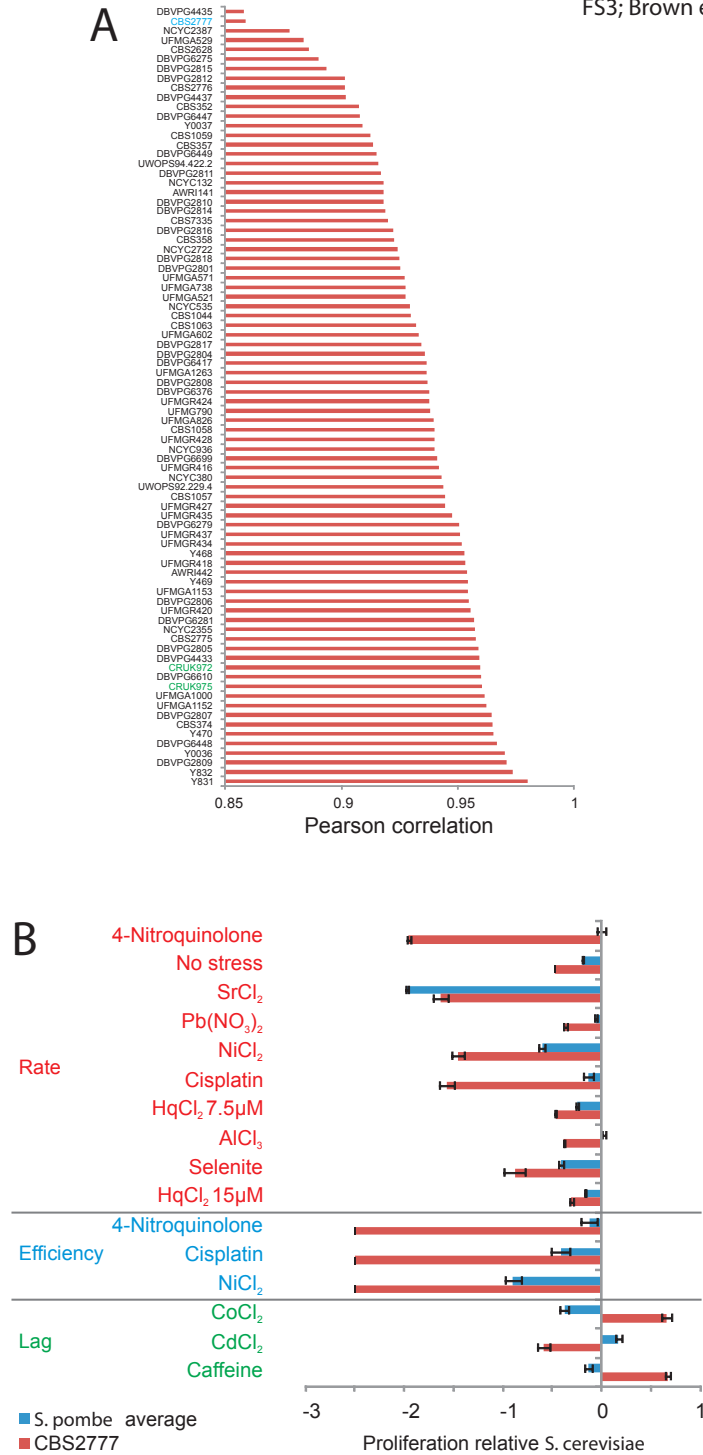 FS3; Brown e
A
DBVPG4435
CBS2777
NCYC2387
UFMGA529
CBS2628
DBVPG6275
DBVPG2815
DBVPG2812
CBS2776
DBVPG4437
CBS352
DBVPG6447
Y0037
CBS1059
CBS357
DBVPG6449
UWOPS94.422.2
DBVPG2811
NCYC132
AWRI141
DBVPG2810
DBVPG2814
CBS7335
DBVPG2816
CBS358
NCYC2722
DBVPG2818
DBVPG2801
UFMGA571
UFMGA738
UFMGA521
NCYC535
CBS1044
CBS1063
UFMGA602
DBVPG2817
DBVPG2804
DBVPG6417
UFMGA1263
DBVPG2808
DBVPG6376
UFMGR424
UFMG790
UFMGA826
CBS1058
UFMGR428
NCYC936
DBVPG6699
UFMGR416
NCYC380
UWOPS92.229.4
CBS1057
UFMGR427
UFMGR435
DBVPG6279
UFMGR437
UFMGR434
Y468
UFMGR418
AWRI442
Y469
UFMGA1153
DBVPG2806
UFMGR420
DBVPG6281
NCYC2355
CBS2775
DBVPG2805
DBVPG4433
CRUK972
DBVPG6610
CRUK975
UFMGA1000
UFMGA1152
DBVPG2807
CBS374
Y470
DBVPG6448
Y0036
DBVPG2809
Y832
Y831
0.85 0.9 0.95 1
Pearson correlation
B
4-Nitroquinolone
No stress
SrCl₂
Pb(NO₃)₂
NiCl₂
Rate
Cisplatin
HqCl₂ 7.5µM
AlCl₃
Selenite
HqCl₂ 15µM
4-Nitroquinolone
Efficiency Cisplatin
NiCl₂
CoCl₂
Lag CdCl₂
Caffeine
-3 -2 -1 0 1
S. pombe average
CBS2777
Proliferation relative S. cerevisiae